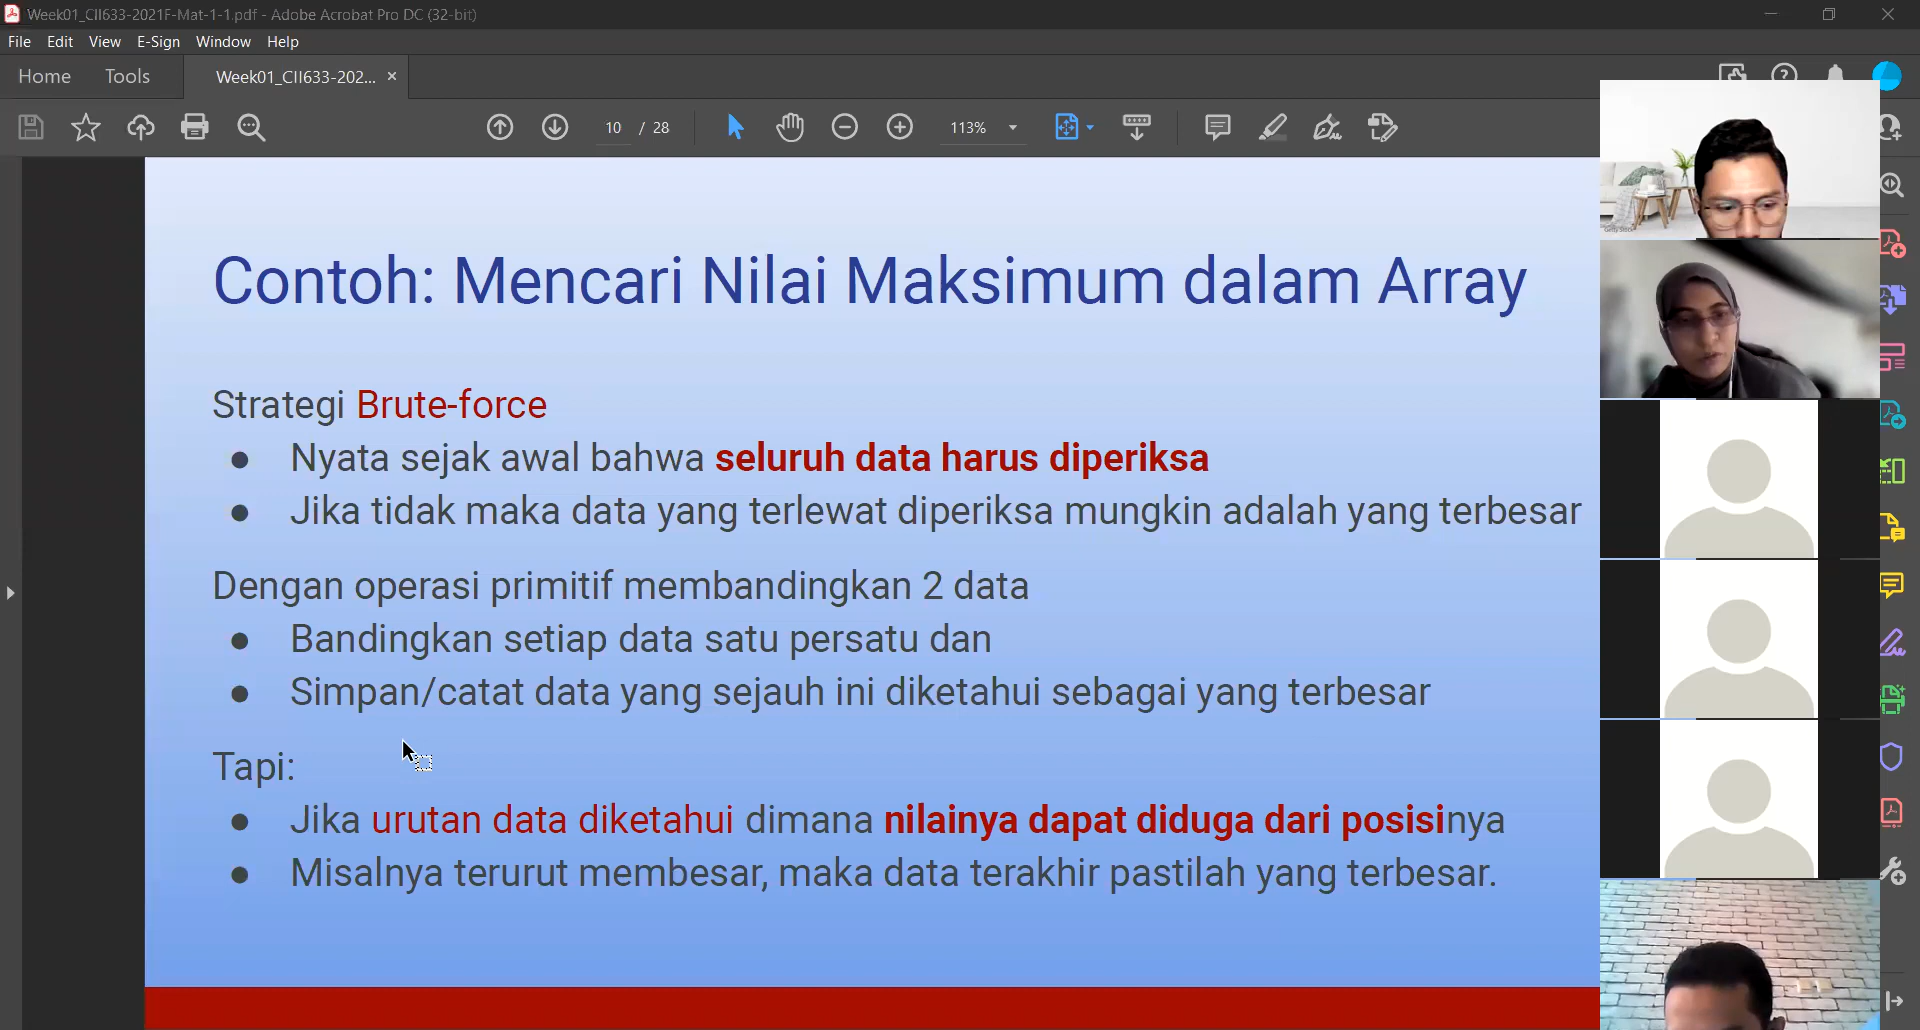 Week01_CII633-2021F-Mat-1-1.pdf - Adobe Acrobat Pro DC (32-bit)
File Edit View E-Sign Window Help
Home Tools Week01_CII633-202... ×
10 / 28 113%
Contoh: Mencari Nilai Maksimum dalam Array
Strategi Brute-force
● Nyata sejak awal bahwa seluruh data harus diperiksa
● Jika tidak maka data yang terlewat diperiksa mungkin adalah yang terbesar
Dengan operasi primitif membandingkan 2 data
● Bandingkan setiap data satu persatu dan
● Simpan/catat data yang sejauh ini diketahui sebagai yang terbesar
Tapi:
● Jika urutan data diketahui dimana nilainya dapat diduga dari posisinya
● Misalnya terurut membesar, maka data terakhir pastilah yang terbesar.